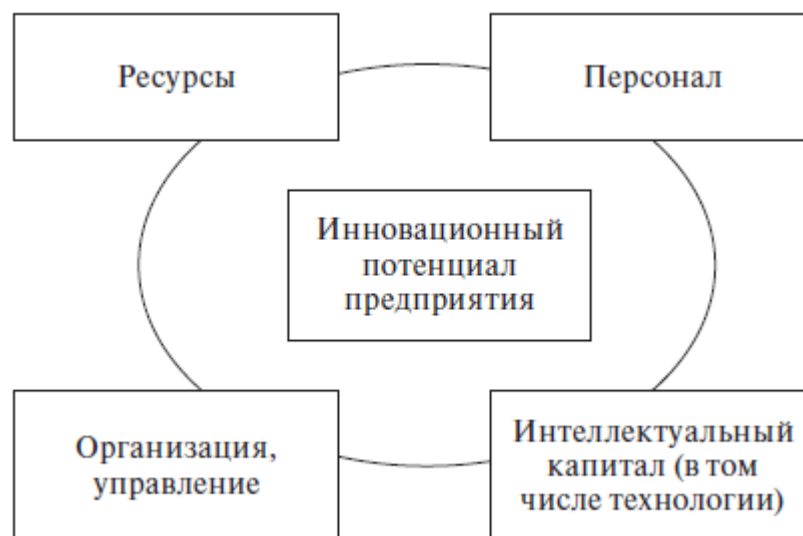 Ресурсы
Персонал
Инновационный
потенциал
предприятия
Организация,
управление
Интеллектуальный
капитал (в том
числе технологии)